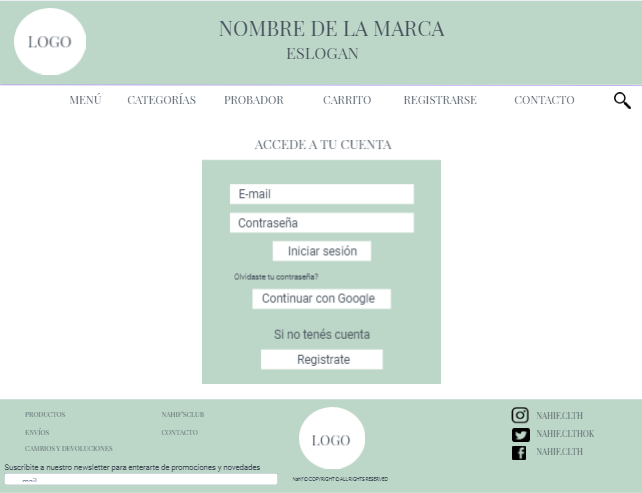 LOGO
NOMBRE DE LA MARCA
ESLOGAN
MENÚ CATEGORÍAS PROBADOR CARRITO REGISTRARSE CONTACTO
ACCEDE A TU CUENTA
E-mail
Contraseña
Iniciar sesión
Olvidaste tu contraseña?
Continuar con Google
Si no tenés cuenta
Registrate
PRODUCTOS
ENVÍOS
CAMBIOS Y DEVOLUCIONES
NAHIF'SCLUB
CONTACTO
Suscribite a nuestro newsletter para enterarte de promociones y novedades
mail
LOGO
COPYRIGHT © ALL RIGHTS RESERVED
NAHIF.CLTH
NAHIF.CLTHOK
NAHIF.CLTH